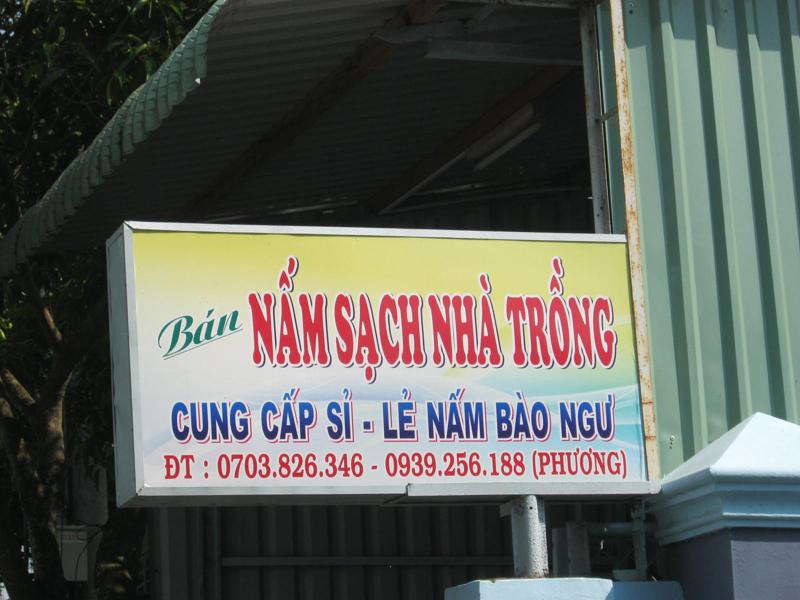 Bán NẤM SẠCH NHÀ TRỒNG
CUNG CẤP SỈ - LẺ NẤM BÀO NGƯ
ĐT : 0703.826.346 - 0939.256.188 (PHƯƠNG)